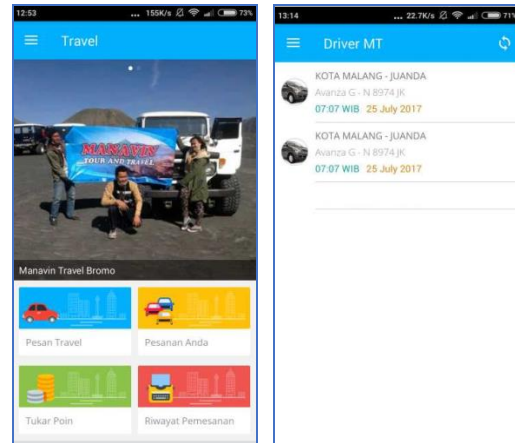 12:53
... 155K/s 73%
Travel
MANAVIN
TOUR AND TRAVEL
Manavin Travel Bromo
Pesan Travel
Pesanan Anda
Tukar Poin
Riwayat Pemesanan
13:14
... 22.7K/s 71%
Driver MT
KOTA MALANG - JUANDA
Avanza G - N 8974 JK
07:07 WIB 25 July 2017
KOTA MALANG - JUANDA
Avanza G - N 8974 JK
07:07 WIB 25 July 2017